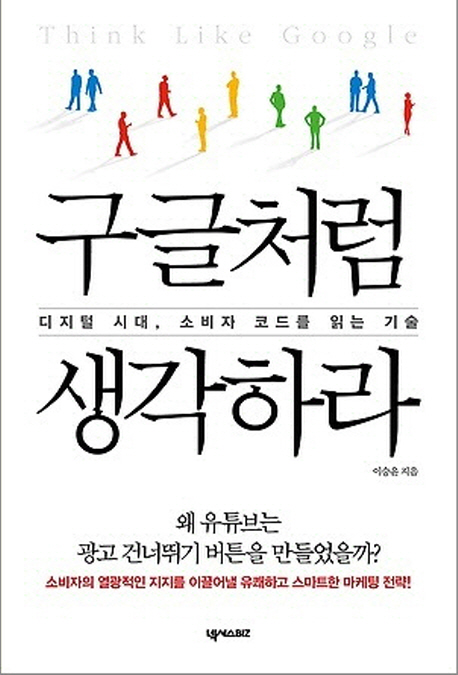 Think Like Google
구글처럼
디지털 시대, 소비자 코드를 읽는 기술
생각하라
이승윤 지음
왜 유튜브는
광고 건너뛰기 버튼을 만들었을까?
소비자의 열광적인 지지를 이끌어낼 유쾌하고 스마트한 마케팅 전략!
넥서스BIZ